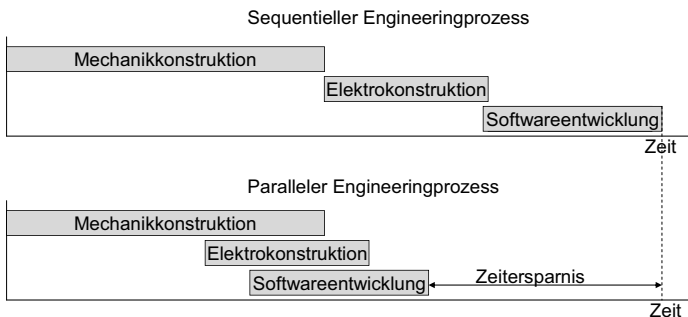 Sequentieller Engineeringprozess
Mechanikkonstruktion
Elektrokonstruktion
Softwareentwicklung
Zeit
Paralleler Engineeringprozess
Mechanikkonstruktion
Elektrokonstruktion
Softwareentwicklung
Zeitersparnis
Zeit